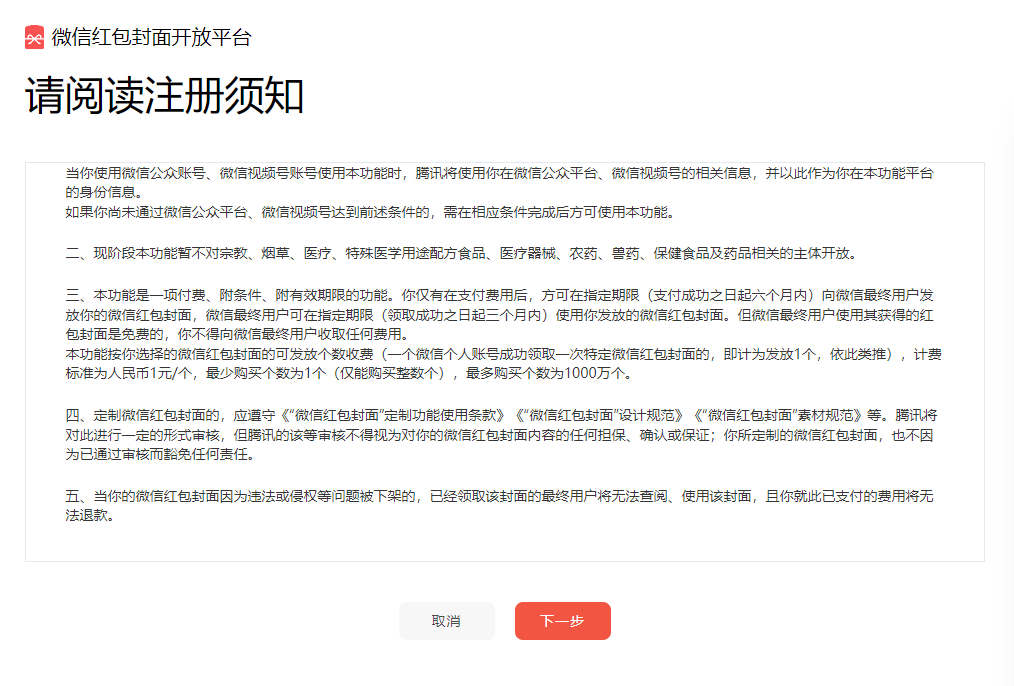 微信红包封面开放平台
请阅读注册须知
当你使用微信公众账号、微信视频号账号使用本功能时，腾讯将使用你在微信公众平台、微信视频号的相关信息，并以此作为你在本功能平台
的身份信息。
如果你尚未通过微信公众平台、微信视频号达到前述条件的，需在相应条件完成后方可使用本功能。
二、现阶段本功能暂不对宗教、烟草、医疗、特殊医学用途配方食品、医疗器械、农药、兽药、保健食品及药品相关的主体开放。
三、本功能是一项付费、附条件、附有效期限的功能。你仅有在支付费用后，方可在指定期限（支付成功之日起六个月内）向微信最终用户发
放你的微信红包封面，微信最终用户可在指定期限（领取成功之日起三个月内）使用你发放的微信红包封面。但微信最终用户使用其获得的红
包封面是免费的，你不得向微信最终用户收取任何费用。
本功能按你选择的微信红包封面的可发放个数收费（一个微信个人账号成功领取一次特定微信红包封面的，即计为发放1个，依此类推），计费
标准为人民币1元/个，最少购买个数为1个（仅能购买整数个），最多购买个数为1000万个。
四、定制微信红包封面的，应遵守《“微信红包封面”定制功能使用条款》《“微信红包封面”设计规范》《“微信红包封面”素材规范》等。腾讯将
对此进行一定的形式审核，但腾讯的该等审核不得视为对你的微信红包封面内容的任何担保、确认或保证；你所定制的微信红包封面，也不因
为已通过审核而豁免任何责任。
五、当你的微信红包封面因为违法或侵权等问题被下架的，已经领取该封面的最终用户将无法查阅、使用该封面，且你就此已支付的费用将无
法退款。
取消
下一步